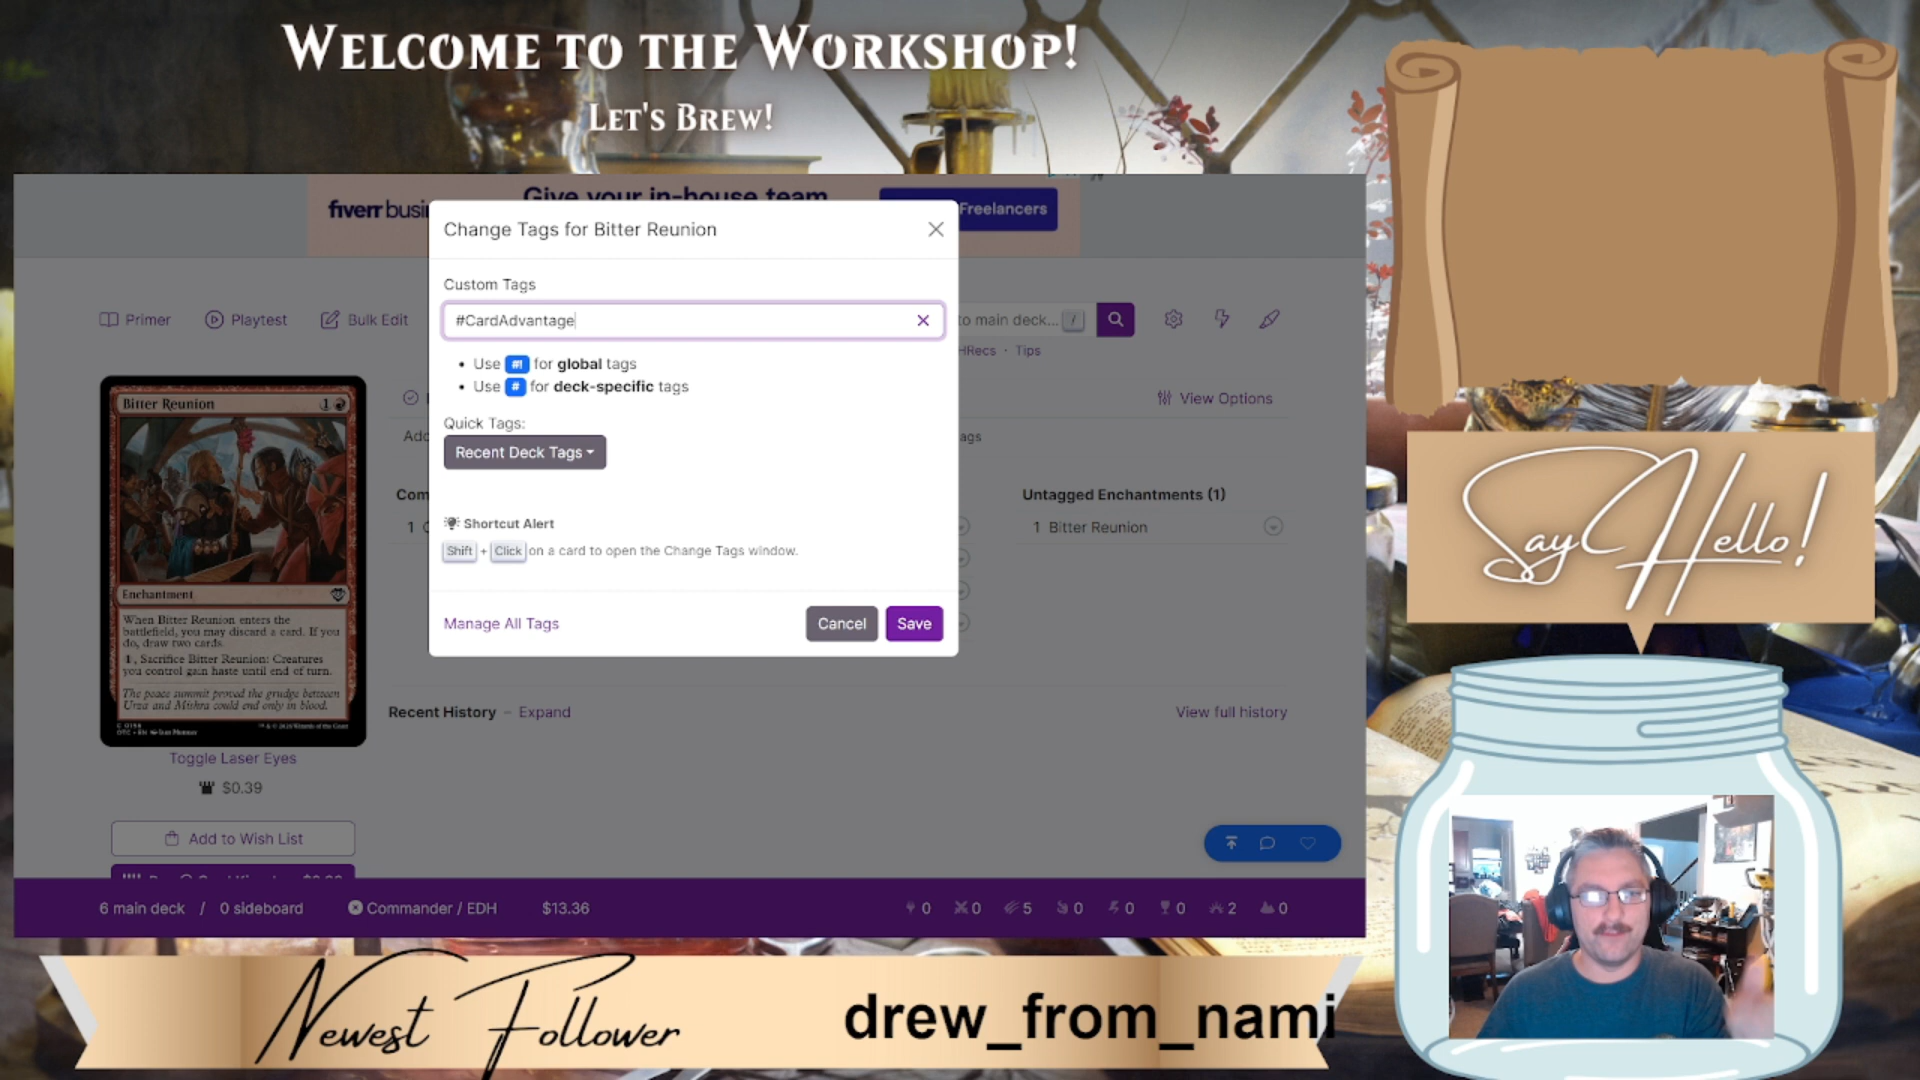 WELCOME TO THE WORKSHOP!
LET'S BREW!
Give your in-house team
fiverr busi
Freelancers
Change Tags for Bitter Reunion
Custom Tags
#CardAdvantage
Use #! for global tags
Use # for deck-specific tags
Quick Tags:
Recent Deck Tags
Shortcut Alert
Shift + Click on a card to open the Change Tags window.
Manage All Tags
Cancel
Save
Primer
Playtest
Bulk Edit
to main deck... /
HRecs · Tips
View Options
Untagged Enchantments (1)
1 Bitter Reunion
Bitter Reunion 1
Enchantment
When Bitter Reunion enters the
battlefield, you may discard a card. If you
do, draw two cards.
1, Sacrifice Bitter Reunion: Creatures
you control gain haste until end of turn.
The peace summit proved the grudge between
Urza and Mishra could end only in blood.
Toggle Laser Eyes
$0.39
Add to Wish List
Recent History – Expand
View full history
6 main deck / 0 sideboard
Commander / EDH
$13.36
0 0 5 0 0 0 2 0
Say Hello!
Newest Follower
drew_from_nami